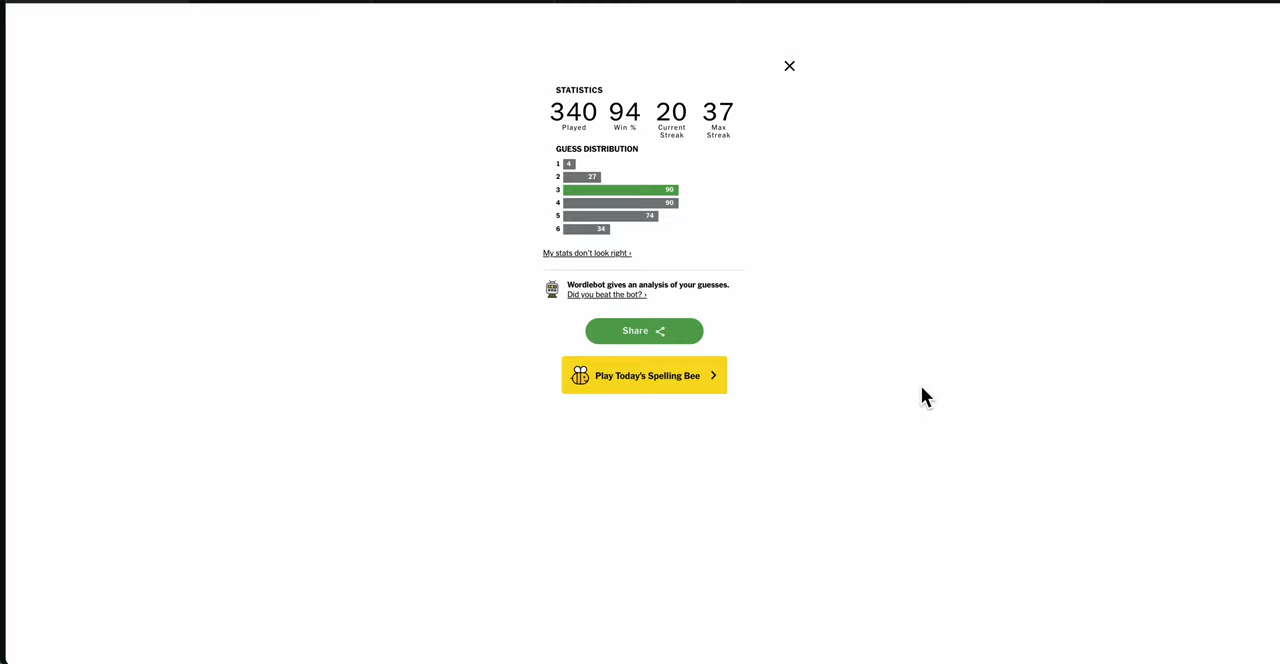 STATISTICS
340 94 20 37
Played Win % Current Streak Max Streak
GUESS DISTRIBUTION
1 4
2 27
3 90
4 90
5 74
6 34
My stats don't look right ›
Wordlebot gives an analysis of your guesses.
Did you beat the bot? ›
Share
Play Today's Spelling Bee